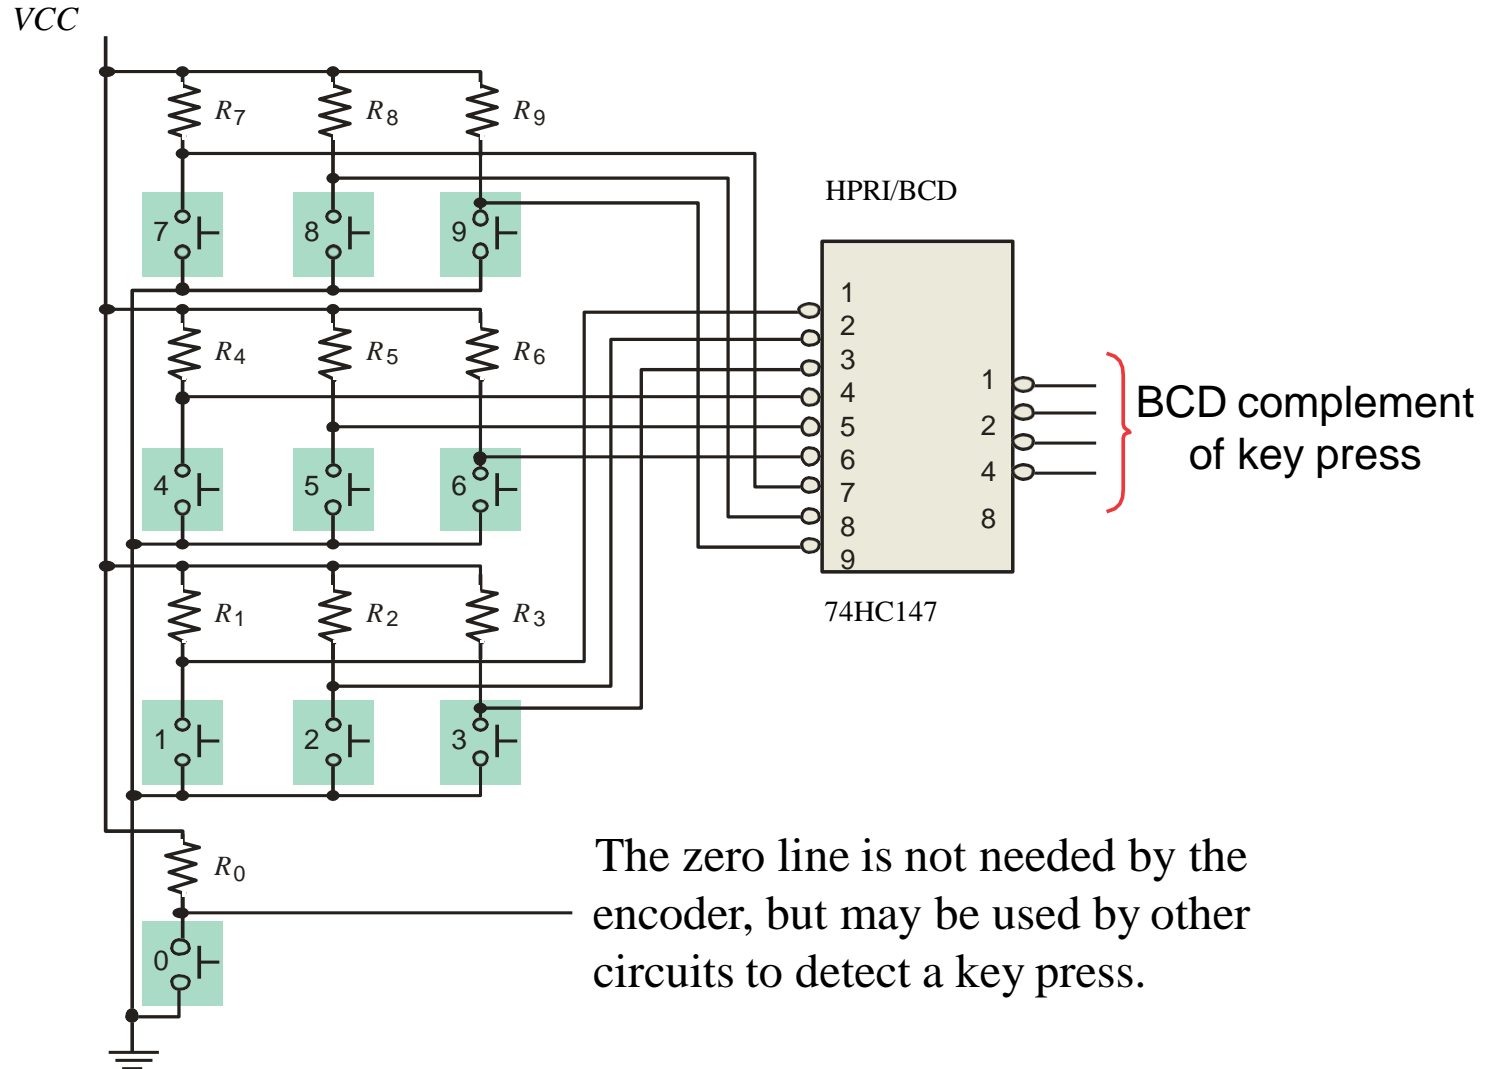 VCC
R7 R8 R9
7 8 9
R4 R5 R6
4 5 6
R1 R2 R3
1 2 3
R0
0
HPRI/BCD
1
2
3
4
5
6
7
8
9
1
2
4
8
74HC147
BCD complement
of key press
The zero line is not needed by the
encoder, but may be used by other
circuits to detect a key press.